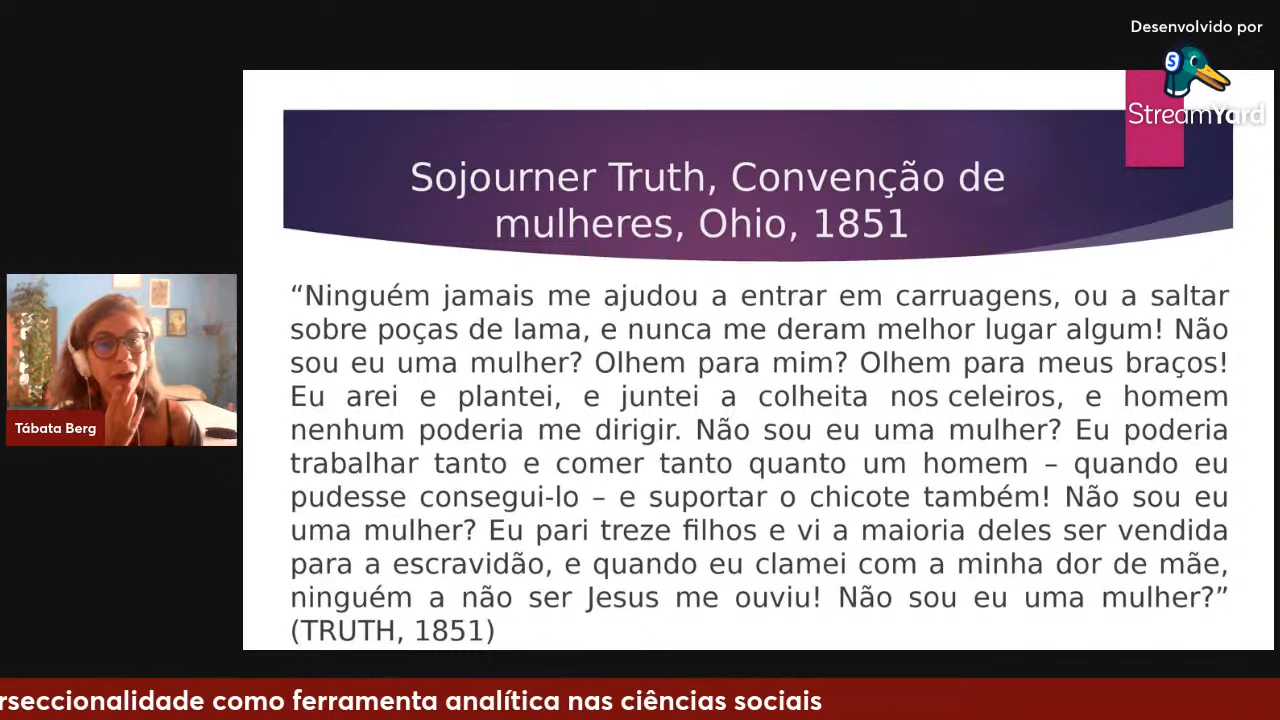 Desenvolvido por
StreamYard
Sojourner Truth, Convenção de
mulheres, Ohio, 1851
“Ninguém jamais me ajudou a entrar em carruagens, ou a saltar
sobre poças de lama, e nunca me deram melhor lugar algum! Não
sou eu uma mulher? Olhem para mim? Olhem para meus braços!
Eu arei e plantei, e juntei a colheita nos celeiros, e homem
nenhum poderia me dirigir. Não sou eu uma mulher? Eu poderia
trabalhar tanto e comer tanto quanto um homem – quando eu
pudesse consegui-lo – e suportar o chicote também! Não sou eu
uma mulher? Eu pari treze filhos e vi a maioria deles ser vendida
para a escravidão, e quando eu clamei com a minha dor de mãe,
ninguém a não ser Jesus me ouviu! Não sou eu uma mulher?”
(TRUTH, 1851)
Tábata Berg
rseccionalidade como ferramenta analítica nas ciências sociais